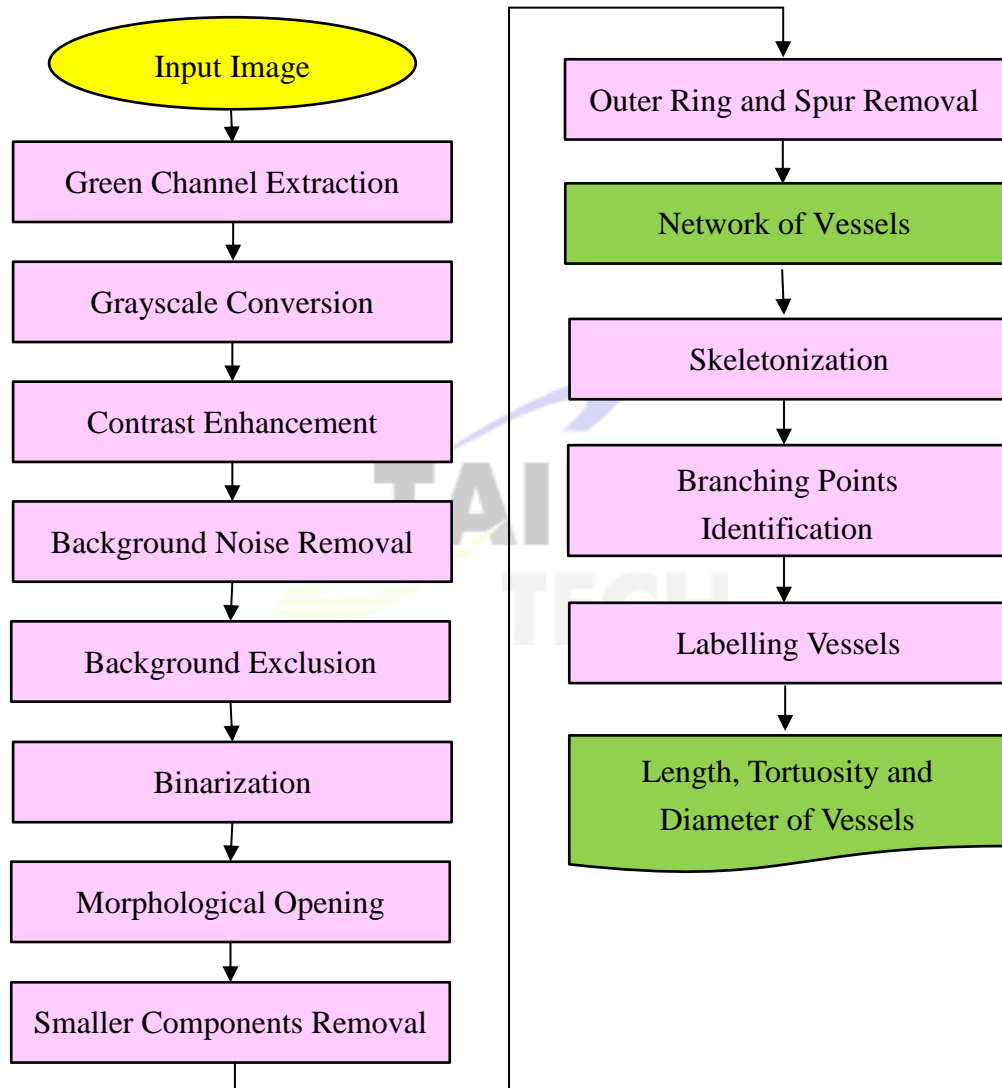 Input Image
Green Channel Extraction
Grayscale Conversion
Contrast Enhancement
Background Noise Removal
Background Exclusion
Binarization
Morphological Opening
Smaller Components Removal
Outer Ring and Spur Removal
Network of Vessels
Skeletonization
Branching Points
Identification
Labelling Vessels
Length, Tortuosity and
Diameter of Vessels
TAI
TECH